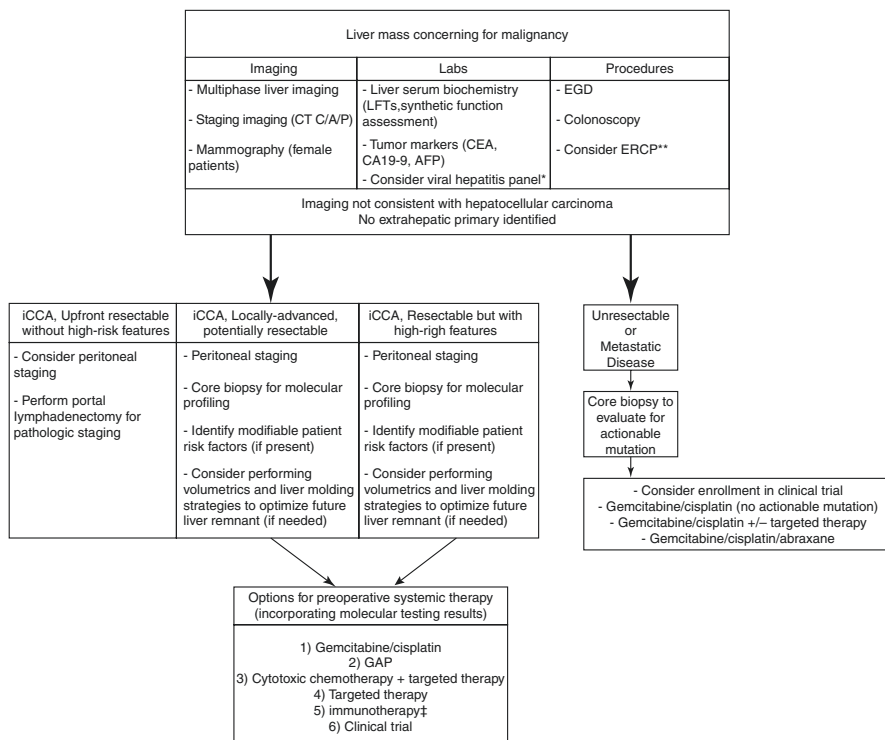 Liver mass concerning for malignancy
Imaging
- Multiphase liver imaging
- Staging imaging (CT C/A/P)
- Mammography (female
patients)
Labs
- Liver serum biochemistry
(LFTs,synthetic function
assessment)
- Tumor markers (CEA,
CA19-9, AFP)
- Consider viral hepatitis panel*
Procedures
- EGD
- Colonoscopy
- Consider ERCP**
Imaging not consistent with hepatocellular carcinoma
No extrahepatic primary identified
iCCA, Upfront resectable
without high-risk features
- Consider peritoneal
staging
- Perform portal
lymphadenectomy for
pathologic staging
iCCA, Locally-advanced,
potentially resectable
- Peritoneal staging
- Core biopsy for molecular
profiling
- Identify modifiable patient
risk factors (if present)
- Consider performing
volumetrics and liver molding
strategies to optimize future
liver remnant (if needed)
iCCA, Resectable but with
high-righ features
- Peritoneal staging
- Core biopsy for molecular
profiling
- Identify modifiable patient
risk factors (if present)
- Consider performing
volumetrics and liver molding
strategies to optimize future
liver remnant (if needed)
Unresectable
or
Metastatic
Disease
Core biopsy to
evaluate for
actionable
mutation
- Consider enrollment in clinical trial
- Gemcitabine/cisplatin (no actionable mutation)
- Gemcitabine/cisplatin +/– targeted therapy
- Gemcitabine/cisplatin/abraxane
Options for preoperative systemic therapy
(incorporating molecular testing results)
1) Gemcitabine/cisplatin
2) GAP
3) Cytotoxic chemotherapy + targeted therapy
4) Targeted therapy
5) immunotherapy‡
6) Clinical trial